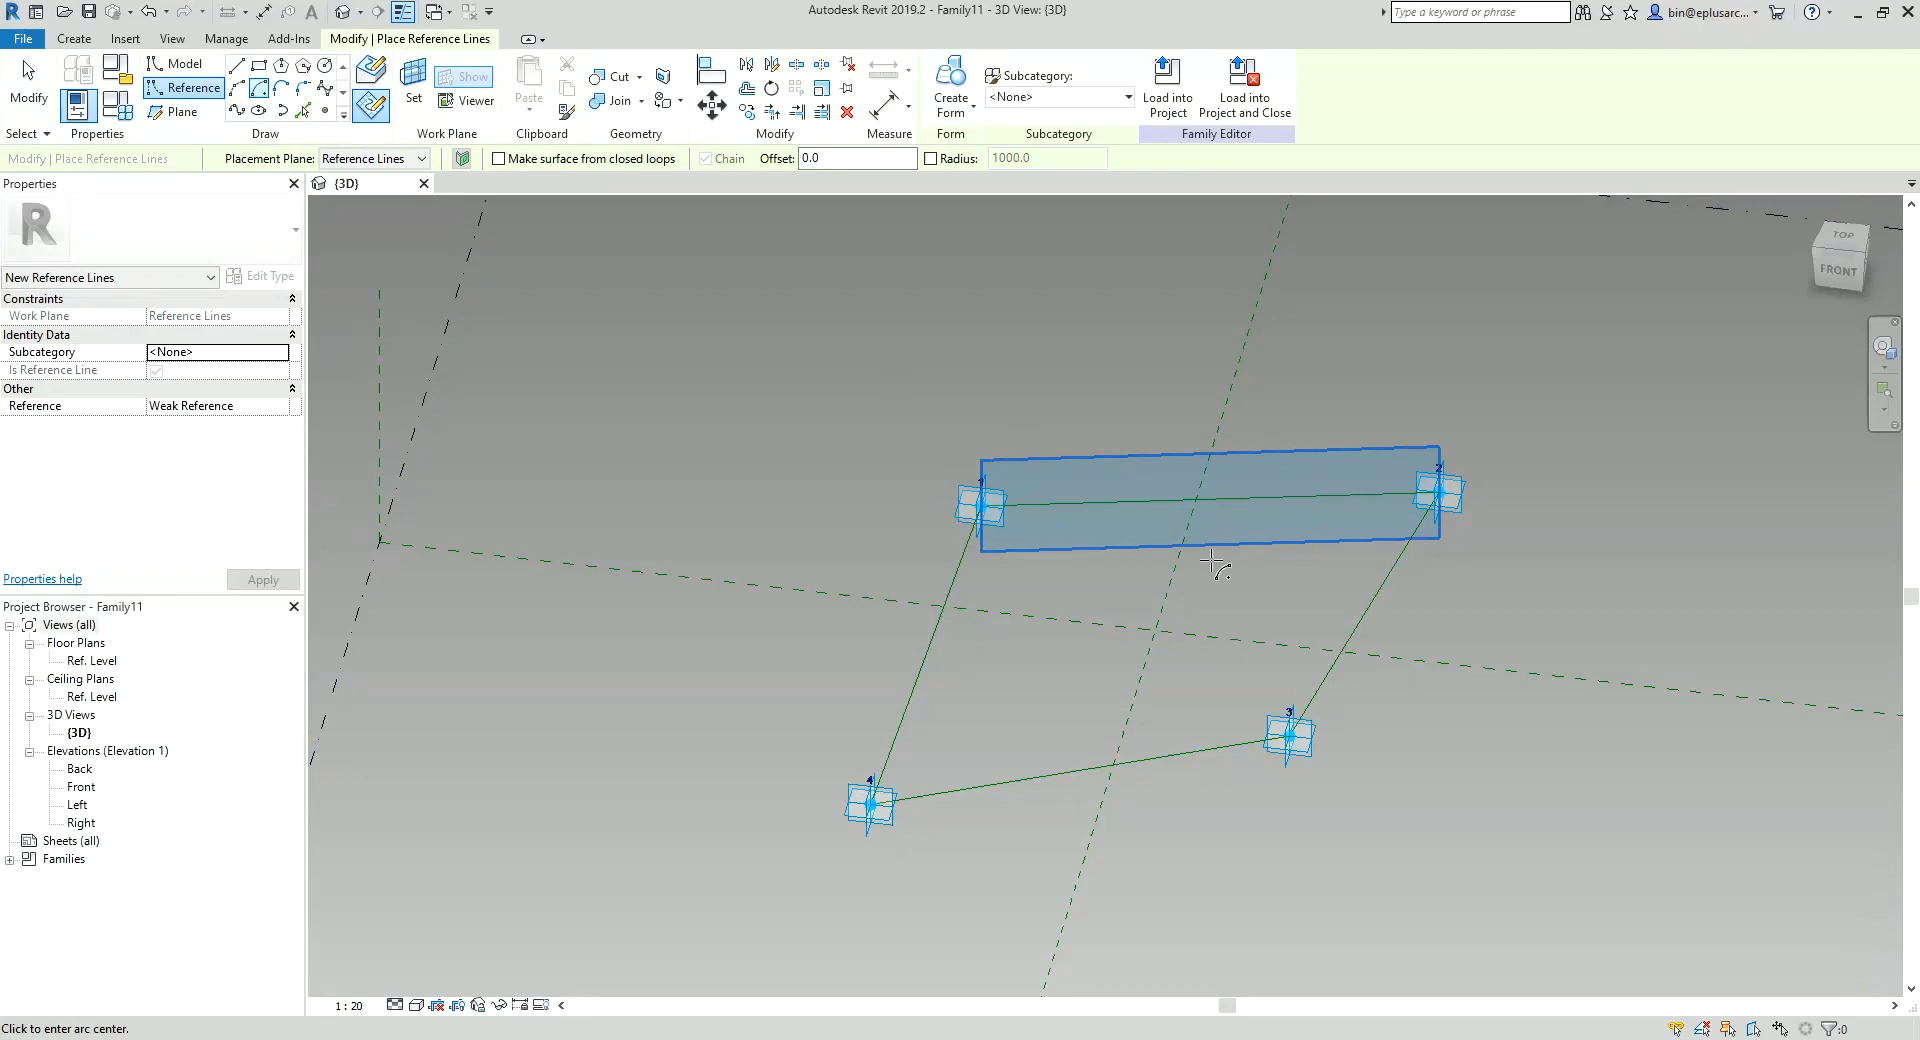 Autodesk Revit 2019.2 - Family11 - 3D View: {3D}
Type a keyword or phrase
bin@eplusarc...
File
Create
Insert
View
Manage
Add-Ins
Modify | Place Reference Lines
Modify
Select
Properties
Model
Reference
Plane
Draw
Set
Show
Viewer
Work Plane
Paste
Clipboard
Cut
Join
Geometry
Modify
Measure
Create
Form
Form
Subcategory:
<None>
Subcategory
Load into
Project
Load into
Project and Close
Family Editor
Modify | Place Reference Lines
Placement Plane:
Reference Lines
Make surface from closed loops
Chain
Offset:
0.0
Radius:
1000.0
Properties
{3D}
R
New Reference Lines
Edit Type
Constraints
Work Plane
Reference Lines
Identity Data
Subcategory
<None>
Is Reference Line
Other
Reference
Weak Reference
Properties help
Apply
Project Browser - Family11
Views (all)
Floor Plans
Ref. Level
Ceiling Plans
Ref. Level
3D Views
{3D}
Elevations (Elevation 1)
Back
Front
Left
Right
Sheets (all)
Families
TOP
FRONT
1
2
3
4
1 : 20
Click to enter arc center.
:0